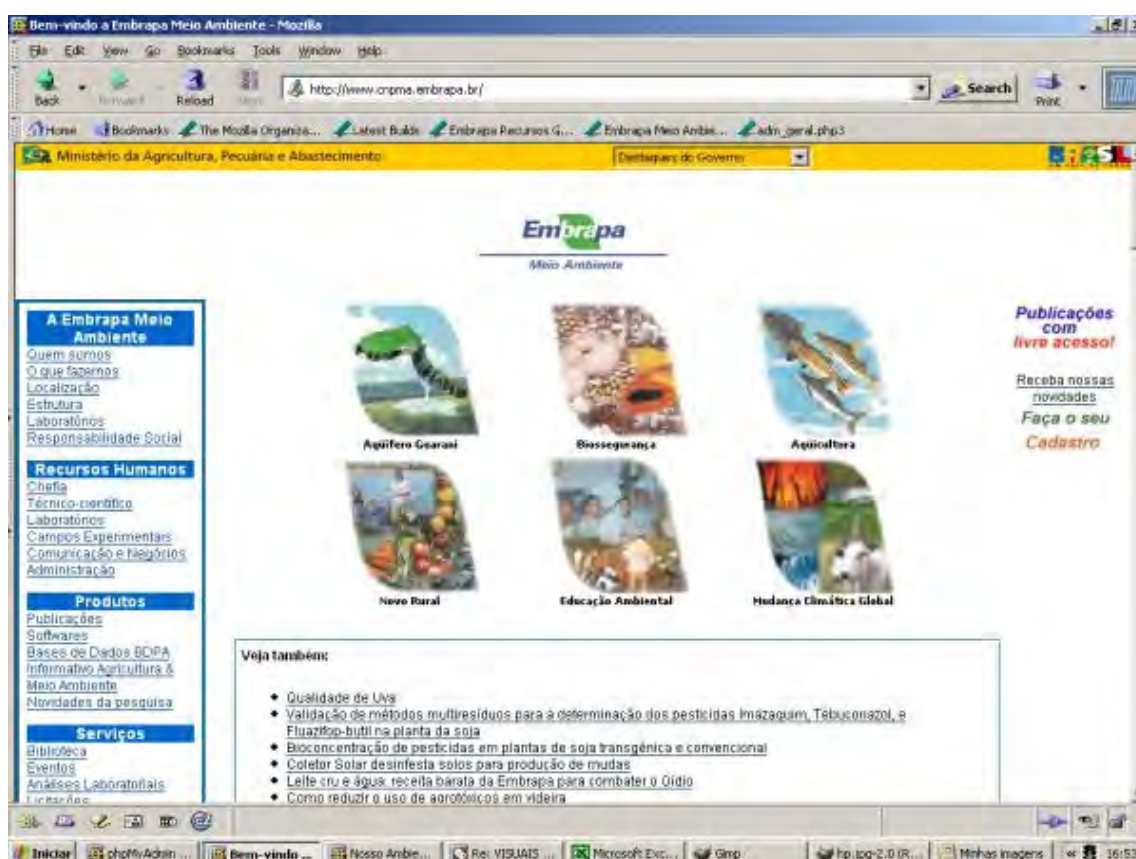 Bem-vindo a Embrapa Meio Ambiente - Mozilla
File Edit View Go Bookmarks Tools Window Help
Back Reload http://www.cnpma.embrapa.br/ Search Print
Home Bookmarks The Mozilla Organiza... Latest Builds Embrapa Recursos G... Embrapa Meio Ambie... adm_geral.php3
Ministério da Agricultura, Pecuária e Abastecimento Destaques do Governo
Embrapa
Meio Ambiente
A Embrapa Meio
Ambiente
Quem somos
O que fazemos
Localização
Estrutura
Laboratórios
Responsabilidade Social
Recursos Humanos
Chefia
Técnico-científico
Laboratórios
Campos Experimentais
Comunicação e Negócios
Administração
Produtos
Publicações
Softwares
Bases de Dados BDPA
Informativo Agricultura &
Meio Ambiente
Novidades da pesquisa
Serviços
Biblioteca
Eventos
Análises Laboratoriais
Licitações
Aqüífero Guarani Biossegurança Aqüicultura
Novo Rural Educação Ambiental Mudança Climática Global
Publicações
com
livre acesso!
Receba nossas
novidades
Faça o seu
Cadastro
Veja também:
Qualidade de Uva
Validação de métodos multiresíduos para a determinação dos pesticidas Imazaquim, Tebuconazol, e
Fluazifop-butil na planta da soja
Bioconcentração de pesticidas em plantas de soja transgênica e convencional
Coletor Solar desinfesta solos para produção de mudas
Leite cru e água: receita barata da Embrapa para combater o Oídio
Como reduzir o uso de agrotóxicos em videira
Iniciar phpMyAdmin ... Bem-vindo ... Nosso Ambie... Re: VISUAIS ... Microsoft Exc... Gimp hp.jpg-2.0 (R... Minhas imagens « 16:53